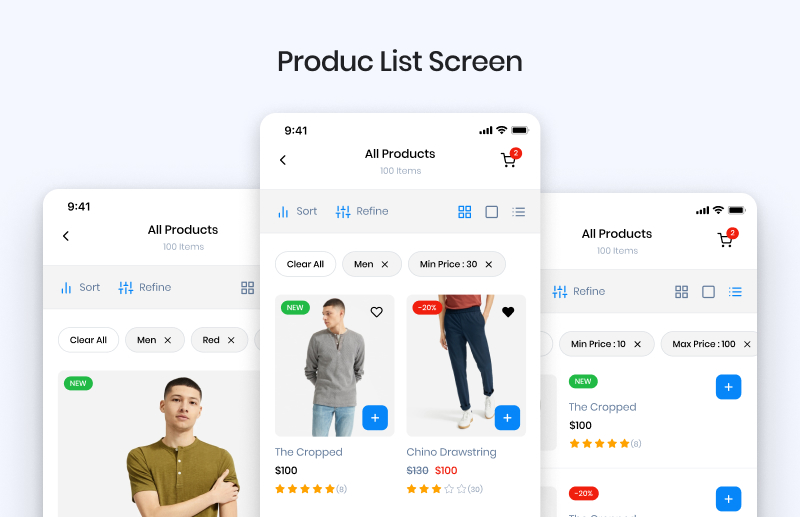 Produc List Screen
9:41
All Products
100 Items
Sort
Refine
Clear All
Men
Red
NEW
9:41
All Products
100 Items
2
Sort
Refine
Clear All
Men
Min Price : 30
NEW
The Cropped
$100
(8)
-20%
Chino Drawstring
$130 $100
(30)
All Products
100 Items
2
Refine
Min Price : 10
Max Price : 100
NEW
The Cropped
$100
(8)
-20%
The Cropped